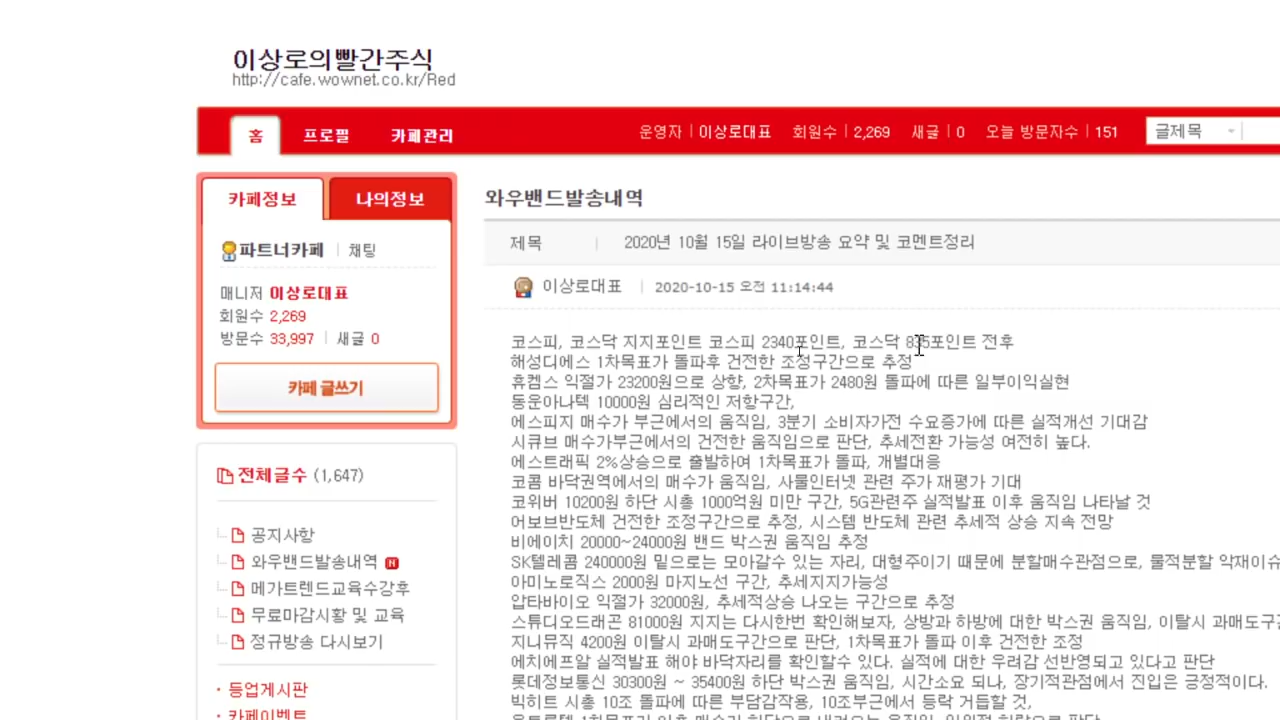 이상로의빨간주식
http://cafe.wownet.co.kr/Red
홈 프로필 카페관리 운영자 | 이상로대표 회원수 | 2,269 새글 | 0 오늘 방문자수 | 151 글제목
카페정보 나의정보
파트너카페 | 채팅
매니저 이상로대표
회원수 2,269
방문수 33,997 | 새글 0
카페 글쓰기
전체글수 (1,647)
공지사항
와우밴드발송내역 N
메가트렌드교육수강후
무료마감시황 및 교육
정규방송 다시보기
· 등업게시판
· 카페이벤트
와우밴드발송내역
제목 | 2020년 10월 15일 라이브방송 요약 및 코멘트정리
이상로대표 | 2020-10-15 오전 11:14:44
코스피, 코스닥 지지포인트 코스피 2340포인트, 코스닥 835포인트 전후
해성디에스 1차목표가 돌파후 건전한 조정구간으로 추정
휴켐스 익절가 23200원으로 상향, 2차목표가 2480원 돌파에 따른 일부이익실현
동운아나텍 10000원 심리적인 저항구간,
에스피지 매수가 부근에서의 움직임, 3분기 소비자가전 수요증가에 따른 실적개선 기대감
시큐브 매수가부근에서의 건전한 움직임으로 판단, 추세전환 가능성 여전히 높다.
에스트래픽 2%상승으로 출발하여 1차목표가 돌파, 개별대응
코콤 바닥권역에서의 매수가 움직임, 사물인터넷 관련 주가 재평가 기대
코위버 10200원 하단 시총 1000억원 미만 구간, 5G관련주 실적발표 이후 움직임 나타날 것
어보브반도체 건전한 조정구간으로 추정, 시스템 반도체 관련 추세적 상승 지속 전망
비에이치 20000~24000원 밴드 박스권 움직임 추정
SK텔레콤 240000원 밑으로는 모아갈수 있는 자리, 대형주이기 때문에 분할매수관점으로, 물적분할 악재이슈
아미노로직스 2000원 마지노선 구간, 추세지지가능성
압타바이오 익절가 32000원, 추세적상승 나오는 구간으로 추정
스튜디오드래곤 81000원 지지는 다시한번 확인해보자, 상방과 하방에 대한 박스권 움직임, 이탈시 과매도구간
지니뮤직 4200원 이탈시 과매도구간으로 판단, 1차목표가 돌파 이후 건전한 조정
에치에프알 실적발표 해야 바닥자리를 확인할수 있다. 실적에 대한 우려감 선반영되고 있다고 판단
롯데정보통신 30300원 ~ 35400원 하단 박스권 움직임, 시간소요 되나, 장기적관점에서 진입은 긍정적이다.
빅히트 시총 10조 돌파에 따른 부담감작용, 10조부근에서 등락 거듭할 것,